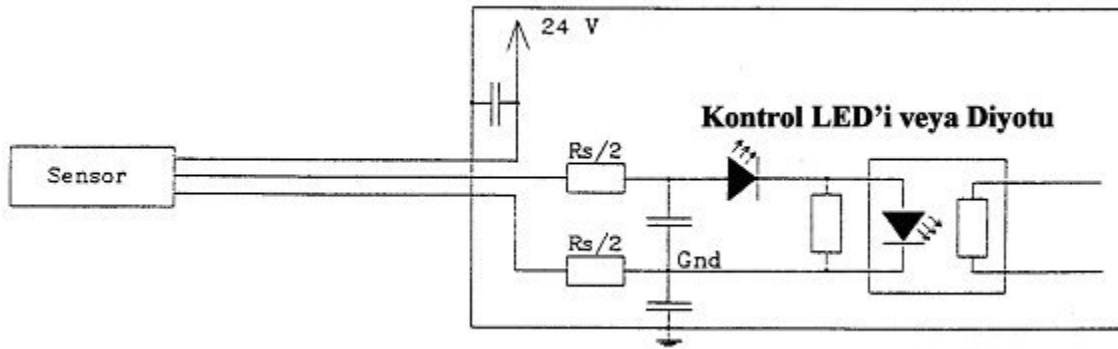 24 V
Kontrol LED'i veya Diyotu
Rs/2
Sensor
Rs/2
Gnd